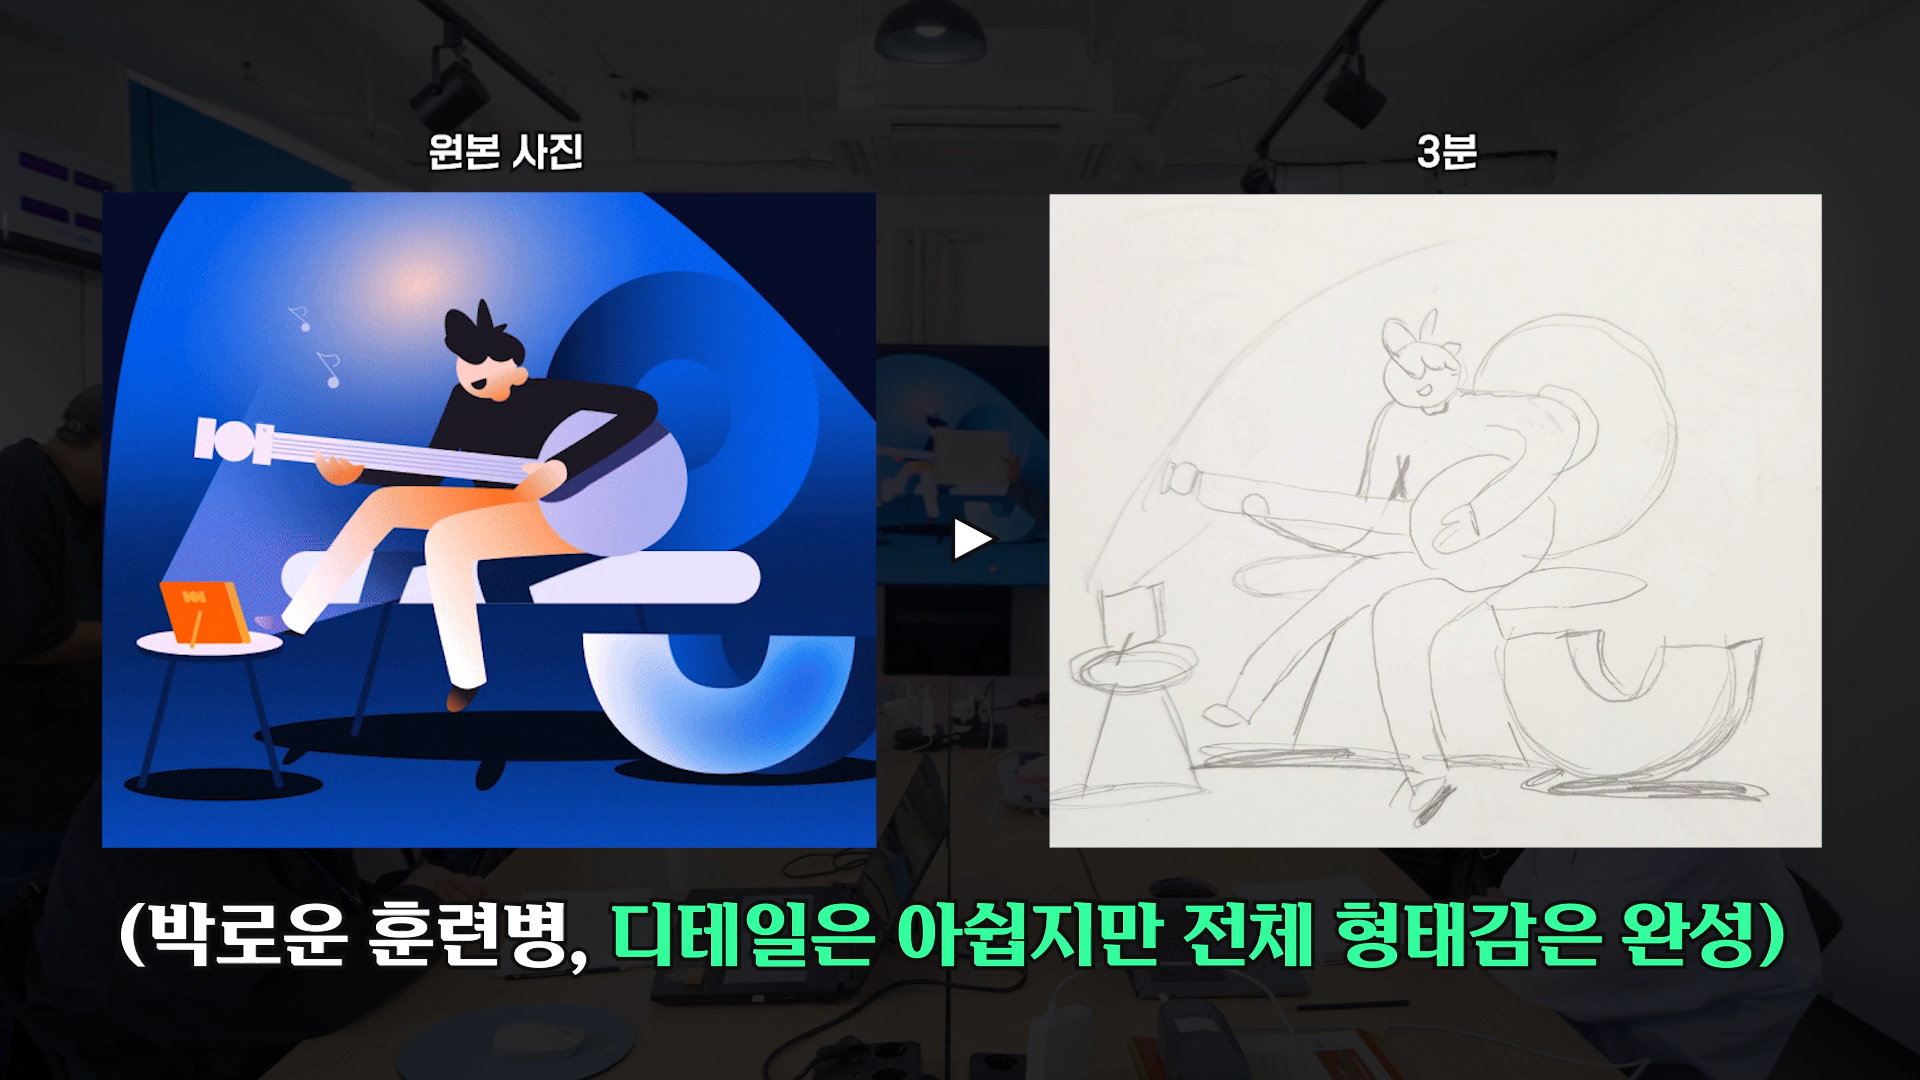 원본 사진
3분
(박로운 훈련병, 디테일은 아쉽지만 전체 형태감은 완성)